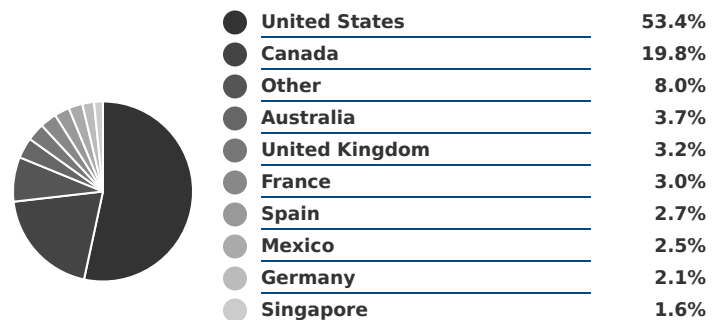 United States 53.4%
Canada 19.8%
Other 8.0%
Australia 3.7%
United Kingdom 3.2%
France 3.0%
Spain 2.7%
Mexico 2.5%
Germany 2.1%
Singapore 1.6%